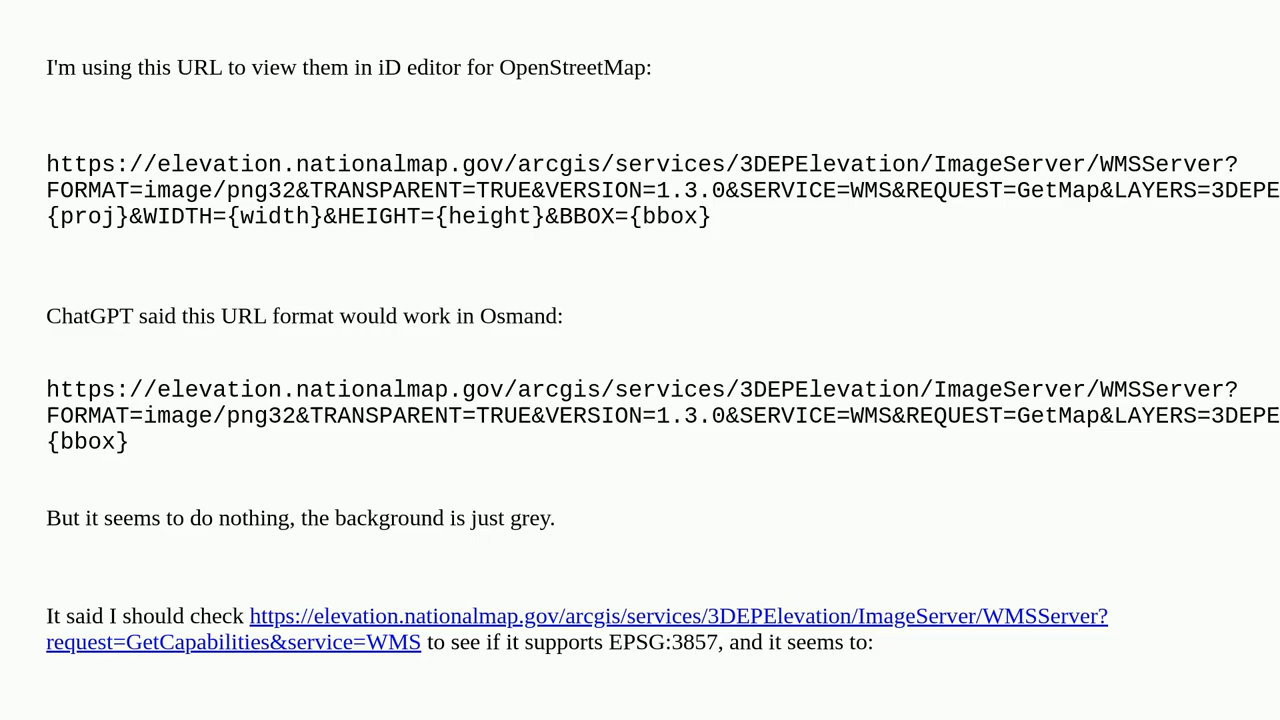 I'm using this URL to view them in iD editor for OpenStreetMap:
https://elevation.nationalmap.gov/arcgis/services/3DEPElevation/ImageServer/WMSServer?
FORMAT=image/png32&TRANSPARENT=TRUE&VERSION=1.3.0&SERVICE=WMS&REQUEST=GetMap&LAYERS=3DEPE
{proj}&WIDTH={width}&HEIGHT={height}&BBOX={bbox}
ChatGPT said this URL format would work in Osmand:
https://elevation.nationalmap.gov/arcgis/services/3DEPElevation/ImageServer/WMSServer?
FORMAT=image/png32&TRANSPARENT=TRUE&VERSION=1.3.0&SERVICE=WMS&REQUEST=GetMap&LAYERS=3DEPE
{bbox}
But it seems to do nothing, the background is just grey.
It said I should check https://elevation.nationalmap.gov/arcgis/services/3DEPElevation/ImageServer/WMSServer?
request=GetCapabilities&service=WMS to see if it supports EPSG:3857, and it seems to: